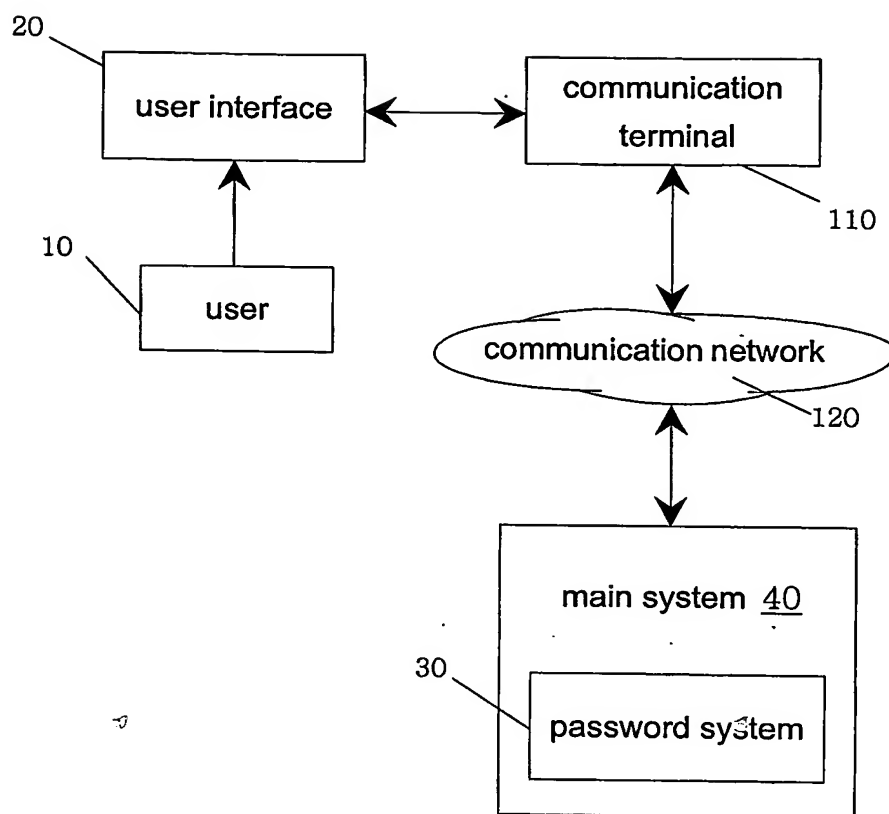 20
user interface
communication
terminal
110
10
user
communication network
120
main system 40
30
password system